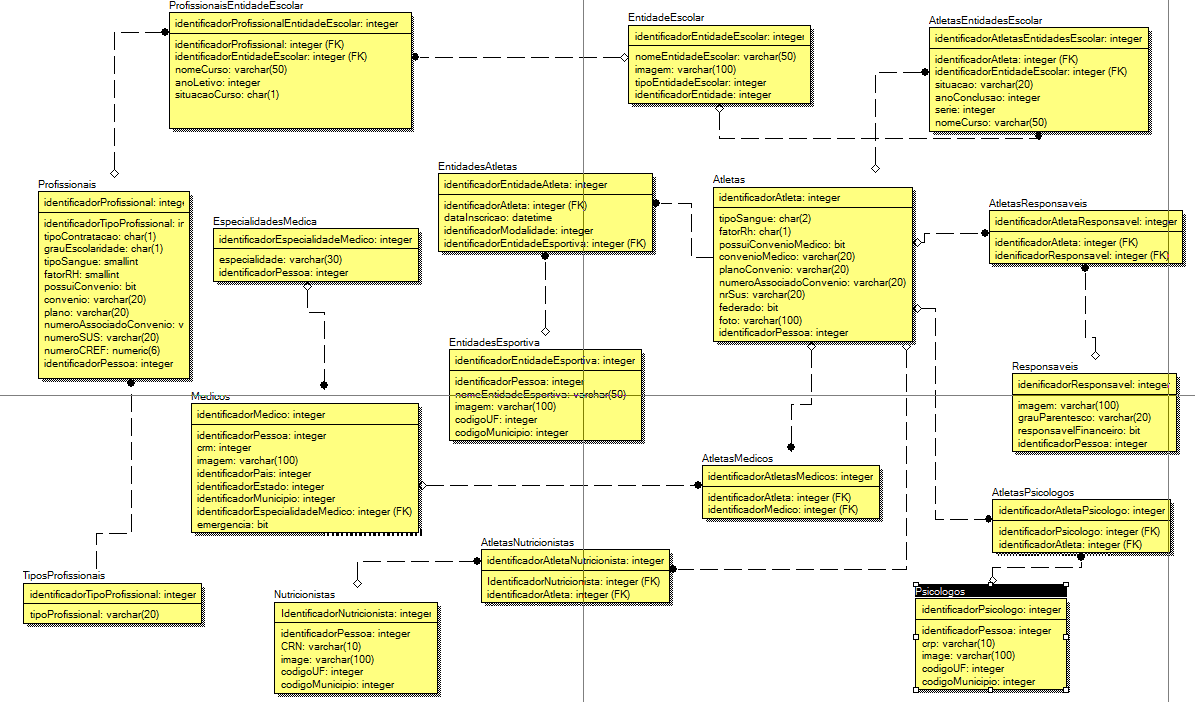 ProfissionaisEntidadeEscolar
identificadorProfissionalEntidadeEscolar: integer
identificadorProfissional: integer (FK)
identificadorEntidadeEscolar: integer (FK)
nomeCurso: varchar(50)
anoLetivo: integer
situacaoCurso: char(1)
EntidadeEscolar
identificadorEntidadeEscolar: integer
nomeEntidadeEscolar: varchar(50)
imagem: varchar(100)
tipoEntidadeEscolar: integer
identificadorEntidade: integer
AtletasEntidadesEscolar
identificadorAtletasEntidadesEscolar: integer
identificadorAtleta: integer (FK)
identificadorEntidadeEscolar: integer (FK)
situacao: varchar(20)
anoConclusao: integer
serie: integer
nomeCurso: varchar(50)
Profissionais
identificadorProfissional: intege
identificadorTipoProfissional: ir
tipoContratacao: char(1)
grauEscolaridade: char(1)
tipoSangue: smallint
fatorRH: smallint
possuiConvenio: bit
convenio: varchar(20)
plano: varchar(20)
numeroAssociadoConvenio: v
numeroSUS: varchar(20)
numeroCREF: numeric(6)
identificadorPessoa: integer
EspecialidadesMedica
identificadorEspecialidadeMedico: integer
especialidade: varchar(30)
identificadorPessoa: integer
EntidadesAtletas
identificadorEntidadeAtleta: integer
identificadorAtleta: integer (FK)
dataInscricao: datetime
identificadorModalidade: integer
identificadorEntidadeEsportiva: integer (FK)
Atletas
identificadorAtleta: integer
tipoSangue: char(2)
fatorRh: char(1)
possuiConvenioMedico: bit
convenioMedico: varchar(20)
planoConvenio: varchar(20)
numeroAssociadoConvenio: varchar(20)
nrSus: varchar(20)
federado: bit
foto: varchar(100)
identificadorPessoa: integer
AtletasResponsaveis
identificadorAtletaResponsavel: integer
identificadorAtleta: integer (FK)
idenificadorResponsavel: integer (FK)
EntidadesEsportiva
identificadorEntidadeEsportiva: integer
identificadorPessoa: integer
nomeEntidadeEsportiva: varchar(50)
imagem: varchar(100)
codigoUF: integer
codigoMunicipio: integer
Responsaveis
idenificadorResponsavel: integer
imagem: varchar(100)
grauParentesco: varchar(20)
responsavelFinanceiro: bit
identificadorPessoa: integer
Medicos
identificadorMedico: integer
identificadorPessoa: integer
crm: integer
imagem: varchar(100)
identificadorPais: integer
identificadorEstado: integer
identificadorMunicipio: integer
identificadorEspecialidadeMedico: integer (FK)
emergencia: bit
AtletasMedicos
identificadorAtletasMedicos: integer
identificadorAtleta: integer (FK)
identificadorMedico: integer (FK)
AtletasPsicologos
identificadorAtletaPsicologo: integer
identificadorPsicologo: integer (FK)
identificadorAtleta: integer (FK)
AtletasNutricionistas
identificadorAtletaNutricionista: integer
IdentificadorNutricionista: integer (FK)
identificadorAtleta: integer (FK)
TiposProfissionais
identificadorTipoProfissional: integer
tipoProfissional: varchar(20)
Nutricionistas
IdentificadorNutricionista: integer
identificadorPessoa: integer
CRN: varchar(10)
image: varchar(100)
codigoUF: integer
codigoMunicipio: integer
Psicologos
identificadorPsicologo: integer
identificadorPessoa: integer
crp: varchar(10)
image: varchar(100)
codigoUF: integer
codigoMunicipio: integer